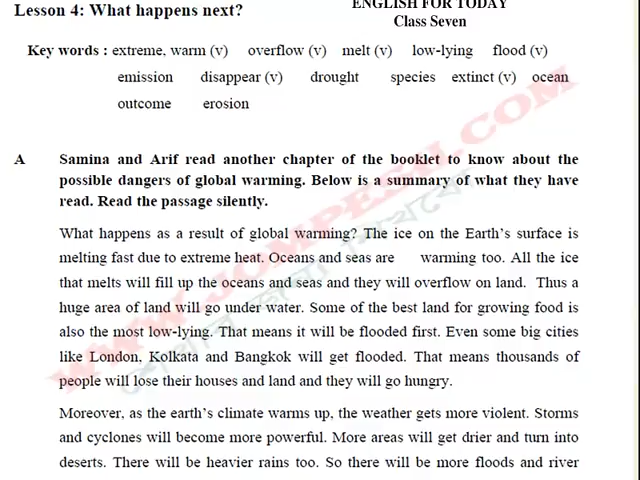 ENGLISH FOR TODAY
Lesson 4: What happens next?
Class Seven
Key words : extreme, warm (v) overflow (v) melt (v) low-lying flood (v)
emission disappear (v) drought species extinct (v) ocean
outcome erosion
A Samina and Arif read another chapter of the booklet to know about the
possible dangers of global warming. Below is a summary of what they have
read. Read the passage silently.
What happens as a result of global warming? The ice on the Earth's surface is
melting fast due to extreme heat. Oceans and seas are warming too. All the ice
that melts will fill up the oceans and seas and they will overflow on land. Thus a
huge area of land will go under water. Some of the best land for growing food is
also the most low-lying. That means it will be flooded first. Even some big cities
like London, Kolkata and Bangkok will get flooded. That means thousands of
people will lose their houses and land and they will go hungry.
Moreover, as the earth's climate warms up, the weather gets more violent. Storms
and cyclones will become more powerful. More areas will get drier and turn into
deserts. There will be heavier rains too. So there will be more floods and river
WWW.JOMPESH.COM